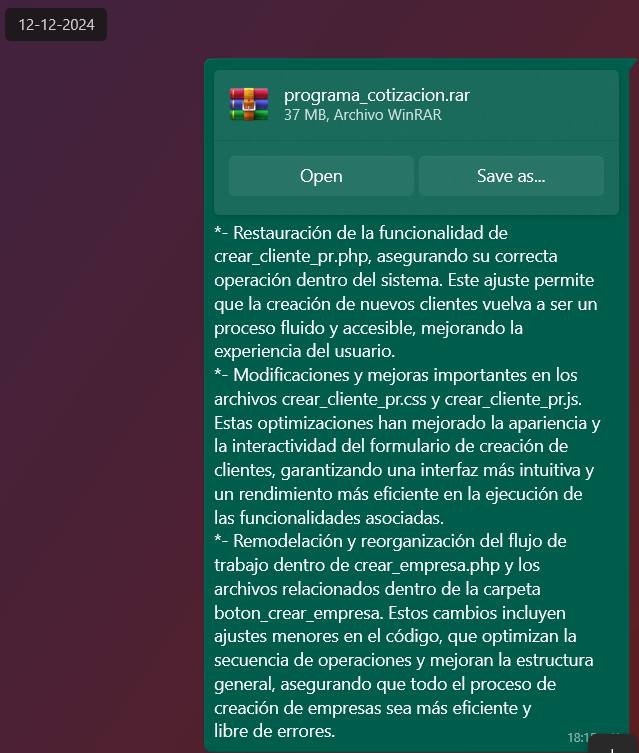 12-12-2024
programa_cotizacion.rar
37 MB, Archivo WinRAR
Open
Save as...
*- Restauración de la funcionalidad de
crear_cliente_pr.php, asegurando su correcta
operación dentro del sistema. Este ajuste permite
que la creación de nuevos clientes vuelva a ser un
proceso fluido y accesible, mejorando la
experiencia del usuario.
*- Modificaciones y mejoras importantes en los
archivos crear_cliente_pr.css y crear_cliente_pr.js.
Estas optimizaciones han mejorado la apariencia y
la interactividad del formulario de creación de
clientes, garantizando una interfaz más intuitiva y
un rendimiento más eficiente en la ejecución de
las funcionalidades asociadas.
*- Remodelación y reorganización del flujo de
trabajo dentro de crear_empresa.php y los
archivos relacionados dentro de la carpeta
boton_crear_empresa. Estos cambios incluyen
ajustes menores en el código, que optimizan la
secuencia de operaciones y mejoran la estructura
general, asegurando que todo el proceso de
creación de empresas sea más eficiente y
libre de errores.